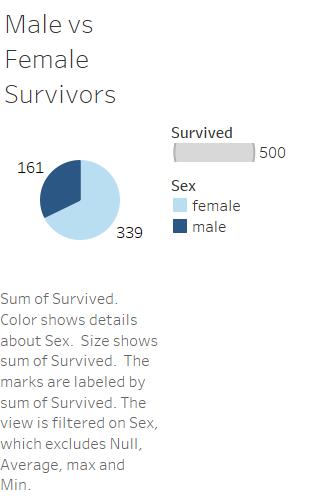 Male vs
Female
Survivors
Survived
500
161
Sex
female
male
339
Sum of Survived.
Color shows details
about Sex.  Size shows
sum of Survived.  The
marks are labeled by
sum of Survived. The
view is filtered on Sex,
which excludes Null,
Average, max and
Min.